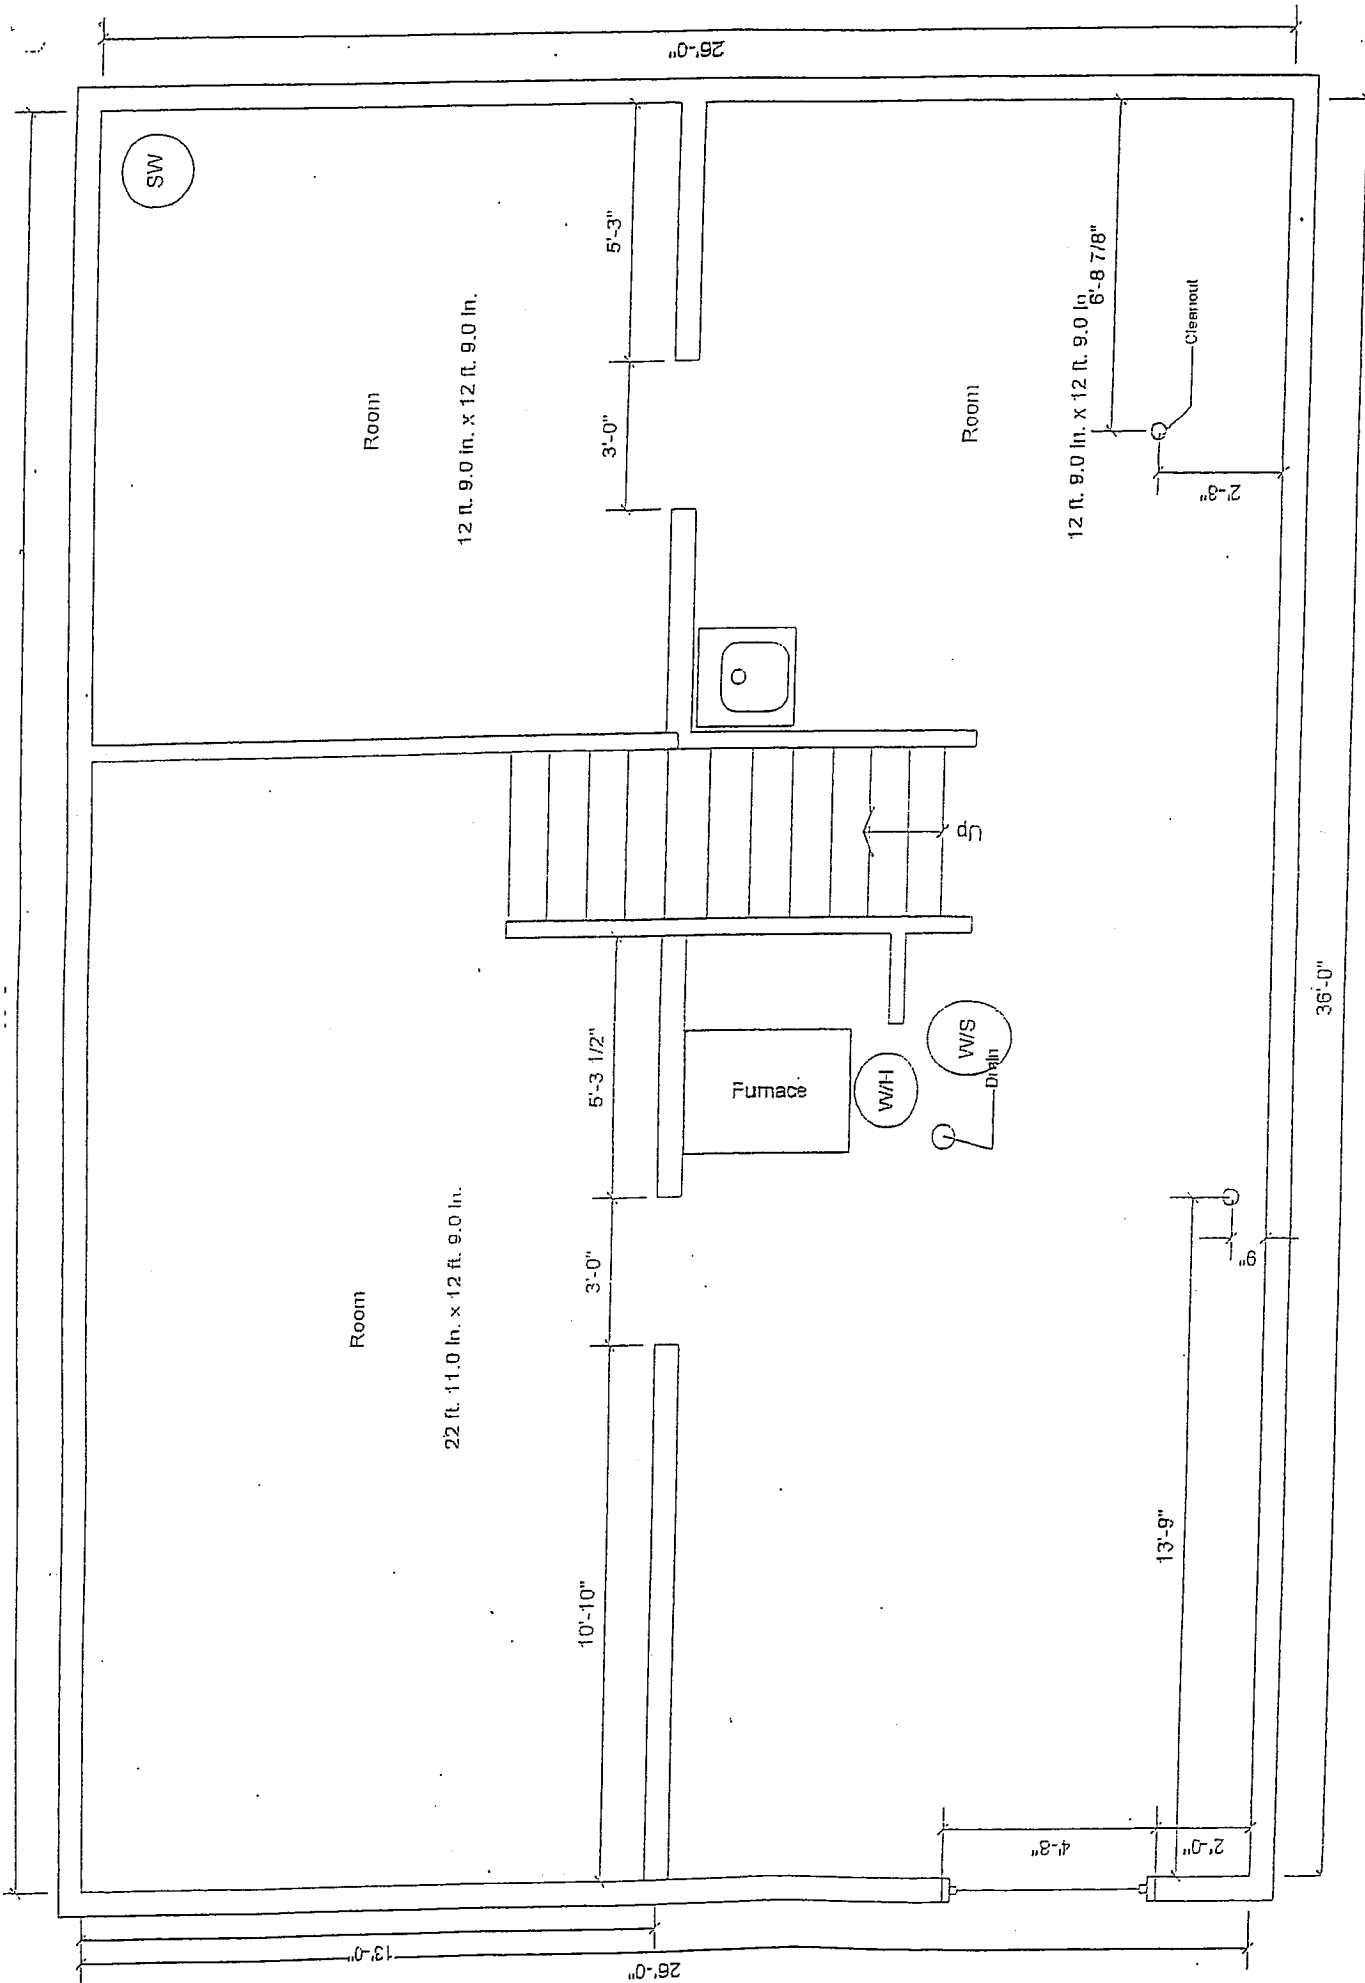 26'-0"
SW
5'-3"
Room
12 ft. 9.0 in. x 12 ft. 9.0 in.
3'-0"
6'-8 7/8"
Cleanout
Room
12 ft. 9.0 in. x 12 ft. 9.0 in.
2'-8"
Up
36'-0"
5'-3 1/2"
Furnace
W/H
W/S
Drain
3'-0"
9"
Room
22 ft. 11.0 in. x 12 ft. 9.0 in.
13'-9"
10'-10"
4'-8"
2'-0"
13'-0"
26'-0"